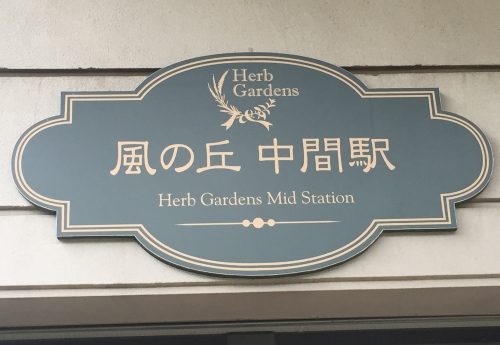 Herb
Gardens
風の丘 中間駅
Herb Gardens Mid Station